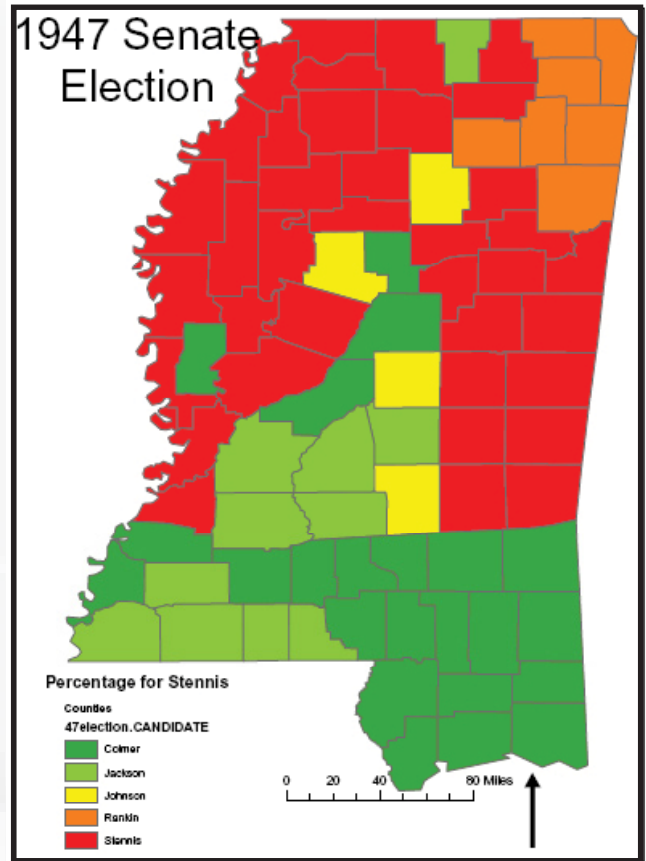 1947 Senate
Election
Percentage for Stennis
Counties
47election.CANDIDATE
Colmer
Jackson
Johnson
Rankin
Stennis
0 20 40 80 Miles